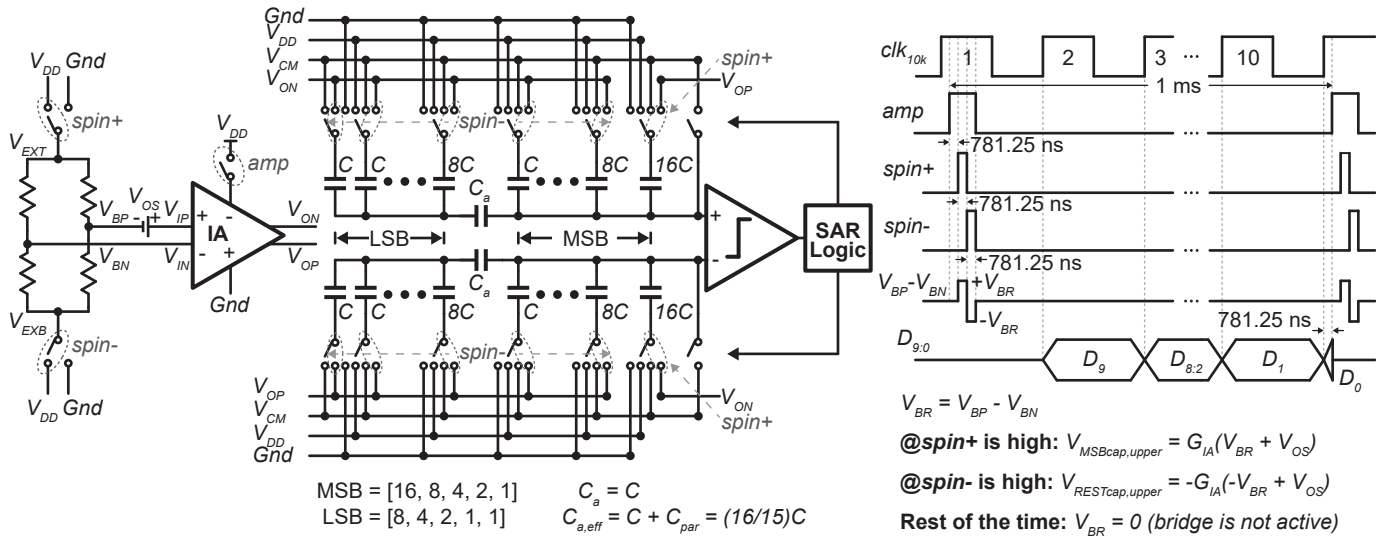 Gnd
V_DD
V_CM
V_ON
spin+
V_OP
V_DD Gnd
spin+
V_EXT
V_DD
amp
V_OS
V_BP - + V_IP
+ -
IA
- +
V_BN V_IN
V_ON
V_OP
Gnd
V_EXB
spin-
V_DD Gnd
spin-
C C 8C C 8C 16C
C_a
LSB MSB
C_a
+
-
SAR
Logic
C C 8C C 8C 16C
spin-
V_OP
V_CM
V_DD
Gnd
V_ON
spin+
MSB = [16, 8, 4, 2, 1]
LSB = [8, 4, 2, 1, 1]
C_a = C
C_a,eff = C + C_par = (16/15)C
clk_10k 1 2 3 ... 10
1 ms
amp ...
781.25 ns
spin+ ...
781.25 ns
spin- ...
781.25 ns
V_BP-V_BN +V_BR ...
-V_BR
781.25 ns
D_9:0 D_9 D_8:2 D_1 D_0
V_BR = V_BP - V_BN
@spin+ is high: V_MSBcap,upper = G_IA(V_BR + V_OS)
@spin- is high: V_RESTcap,upper = -G_IA(-V_BR + V_OS)
Rest of the time: V_BR = 0 (bridge is not active)